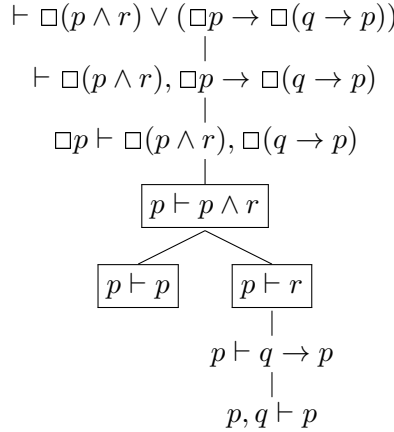 ⊢ □(p ∧ r) ∨ (□p → □(q → p))
⊢ □(p ∧ r), □p → □(q → p)
□p ⊢ □(p ∧ r), □(q → p)
p ⊢ p ∧ r
p ⊢ p p ⊢ r
p ⊢ q → p
p, q ⊢ p